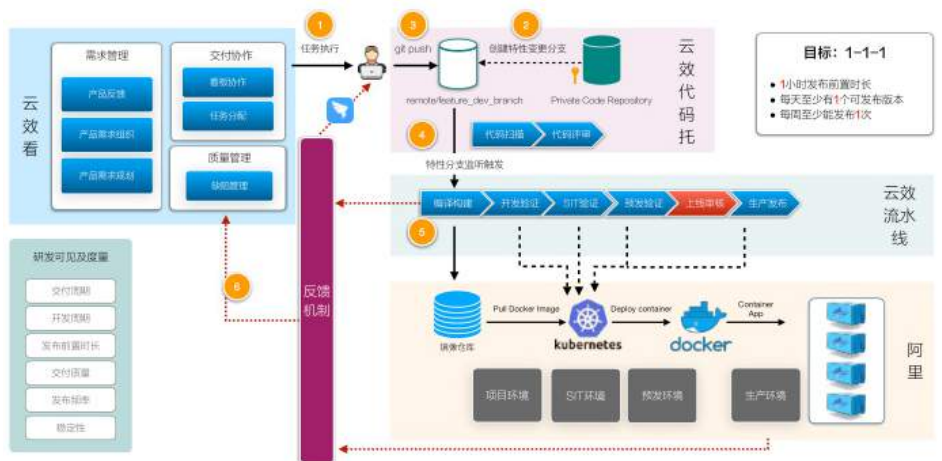 1
2
3
4
5
6
任务执行
git push
创建特性变更分支
remote/feature_dev_branch
Private Code Repository
云效代码托
代码扫描
代码评审
特性分支监听触发
目标：1-1-1
• 1小时发布前置时长
• 每天至少有1个可发布版本
• 每周至少能发布1次
云效看
需求管理
产品反馈
产品需求组织
产品需求规划
交付协作
看板协作
任务分配
质量管理
缺陷管理
编译构建
开发验证
SIT验证
预发验证
上线审核
生产发布
云效流水线
研发可见及度量
交付周期
开发周期
发布前置时长
交付质量
发布频率
稳定性
反馈机制
镜像仓库
Pull Docker Image
kubernetes
Deploy container
docker
Container App
项目环境
SIT环境
预发环境
生产环境
阿里